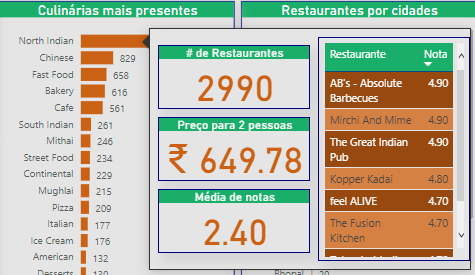 Culinárias mais presentes
Restaurantes por cidades
North Indian
Chinese 829
Fast Food 658
Bakery 616
Cafe 561
South Indian 261
Mithai 246
Street Food 234
Continental 229
Mughlai 215
Pizza 209
Italian 177
Ice Cream 176
American 132
Desserts 130
# de Restaurantes
2990
Preço para 2 pessoas
₹ 649.78
Média de notas
2.40
Restaurante Nota
AB's - Absolute 4.90
Barbecues
Mirchi And Mime 4.90
The Great Indian 4.90
Pub
Kopper Kadai 4.80
feel ALIVE 4.70
The Fusion 4.70
Kitchen
Bhopal 20